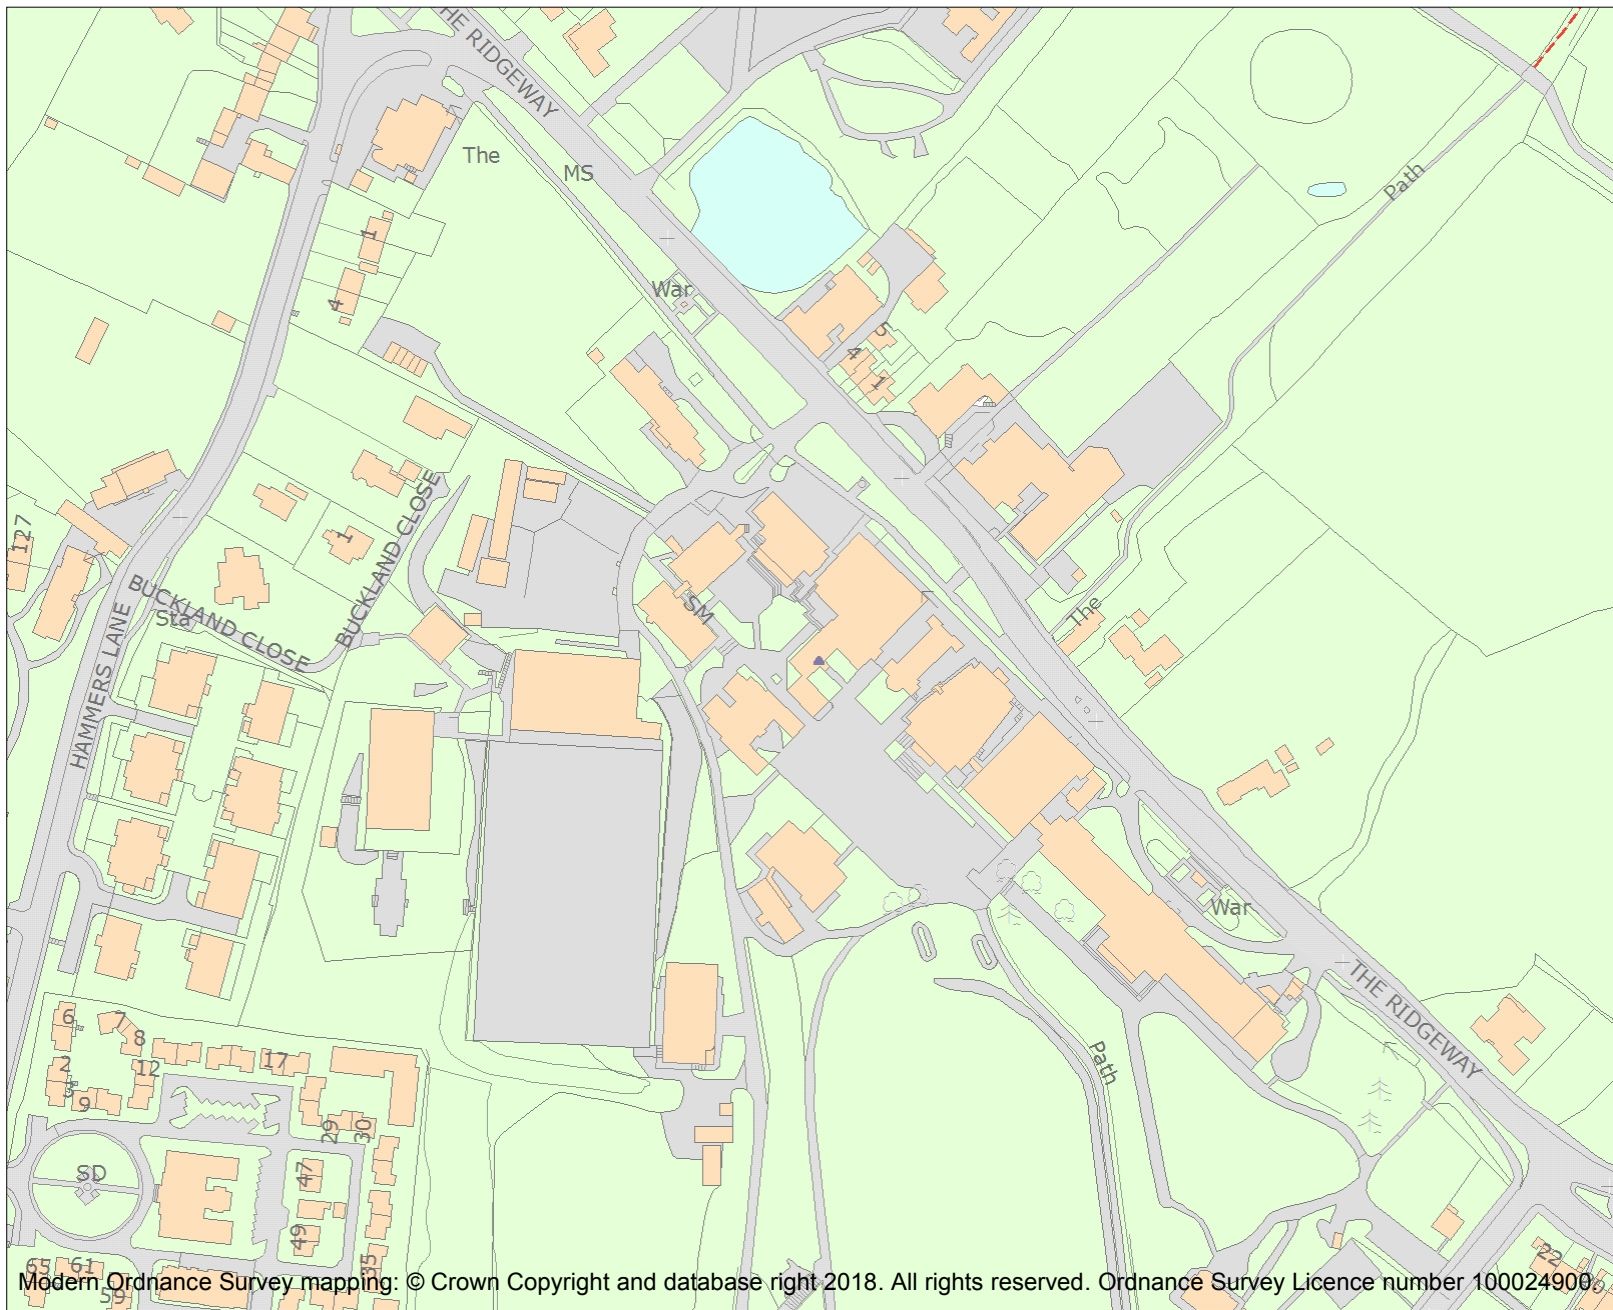 THE RIDGEWAY
The
MS
Path
1
War
4
5
4
1
127
1
BUCKLAND CLOSE
BUCKLAND CLOSE
Sta
SM
The
HAMMERS LANE
War
THE RIDGEWAY
6
7
8
2
12
17
3
9
29
30
Path
SD
47
49
35
65
61
59
22
Modern Ordnance Survey mapping: © Crown Copyright and database right 2018. All rights reserved. Ordnance Survey Licence number 100024900.